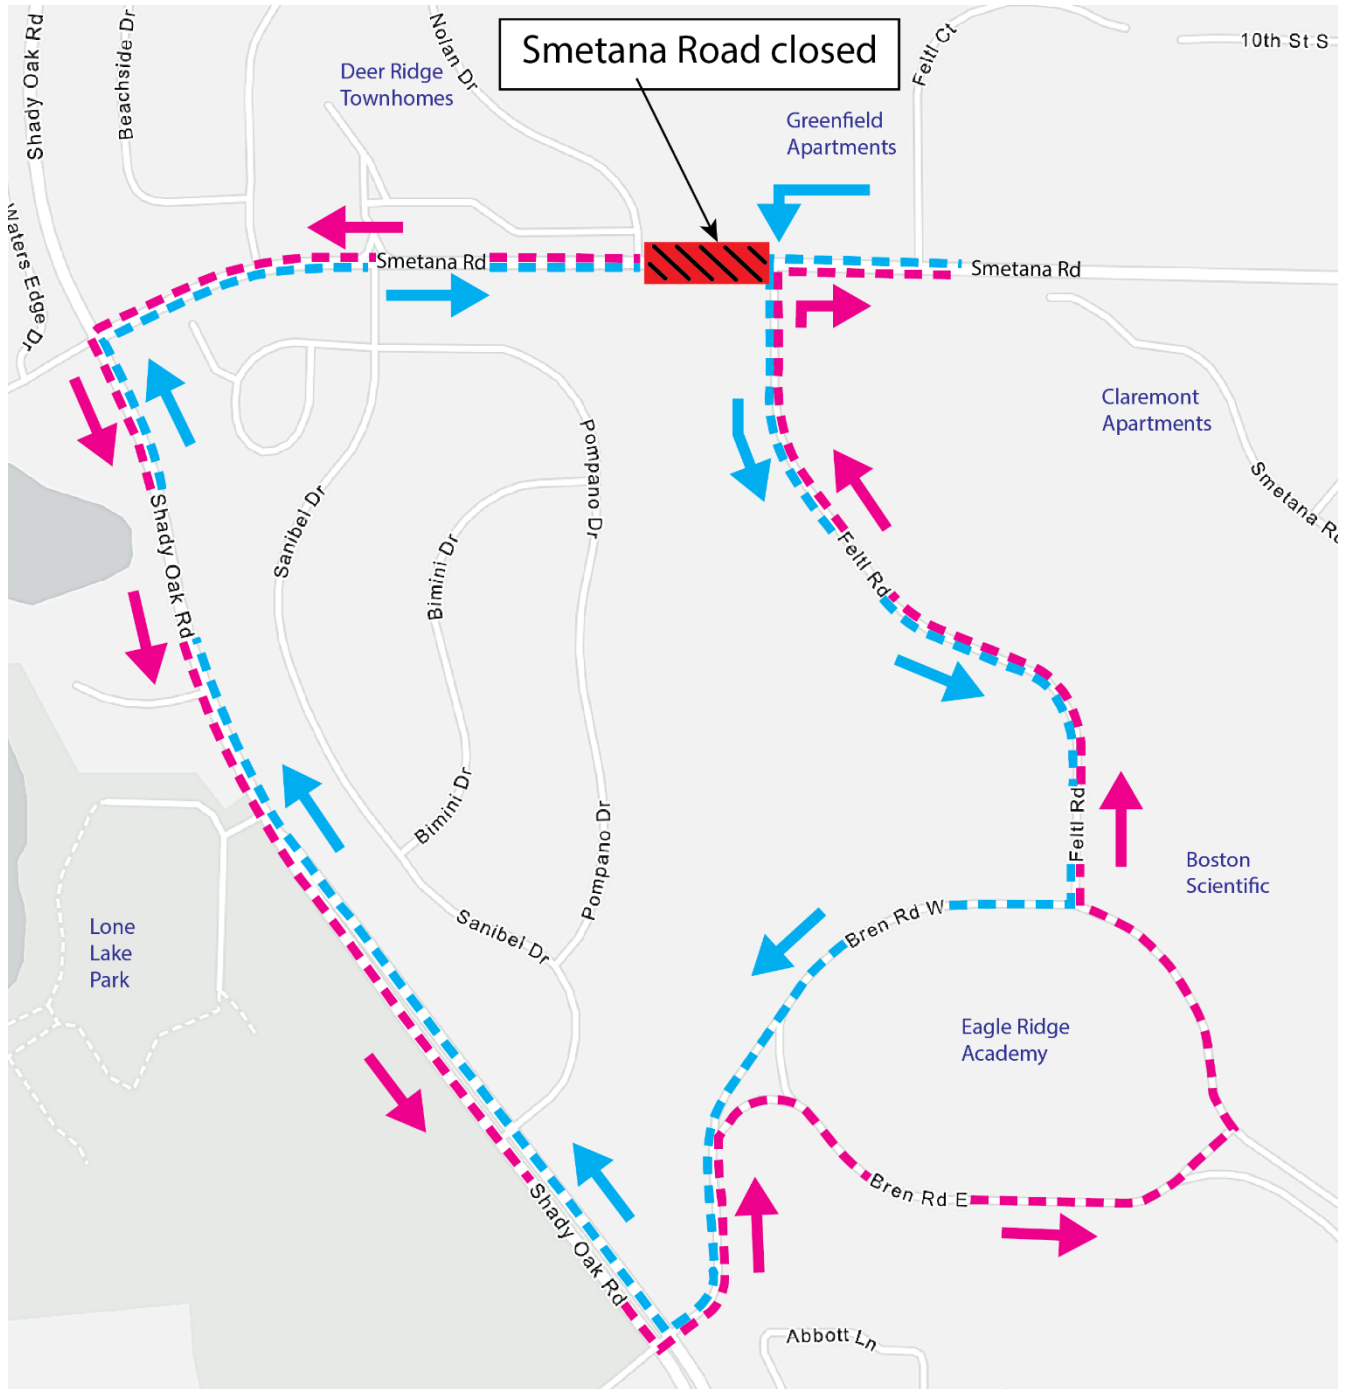 Smetana Road closed
Shady Oak Rd
Beachside Dr
Nolan Dr
Deer Ridge
Townhomes
Feltl Ct
10th St S
Greenfield
Apartments
Waters Edge Dr
Smetana Rd
Smetana Rd
Claremont
Apartments
Smetana Rd
Pompano Dr
Sanibel Dr
Bimini Dr
Shady Oak Rd
Feltl Rd
Bimini Dr
Pompano Dr
Feltl Rd
Boston
Scientific
Lone
Lake
Park
Sanibel Dr
Bren Rd W
Eagle Ridge
Academy
Bren Rd E
Shady Oak Rd
Abbott Ln